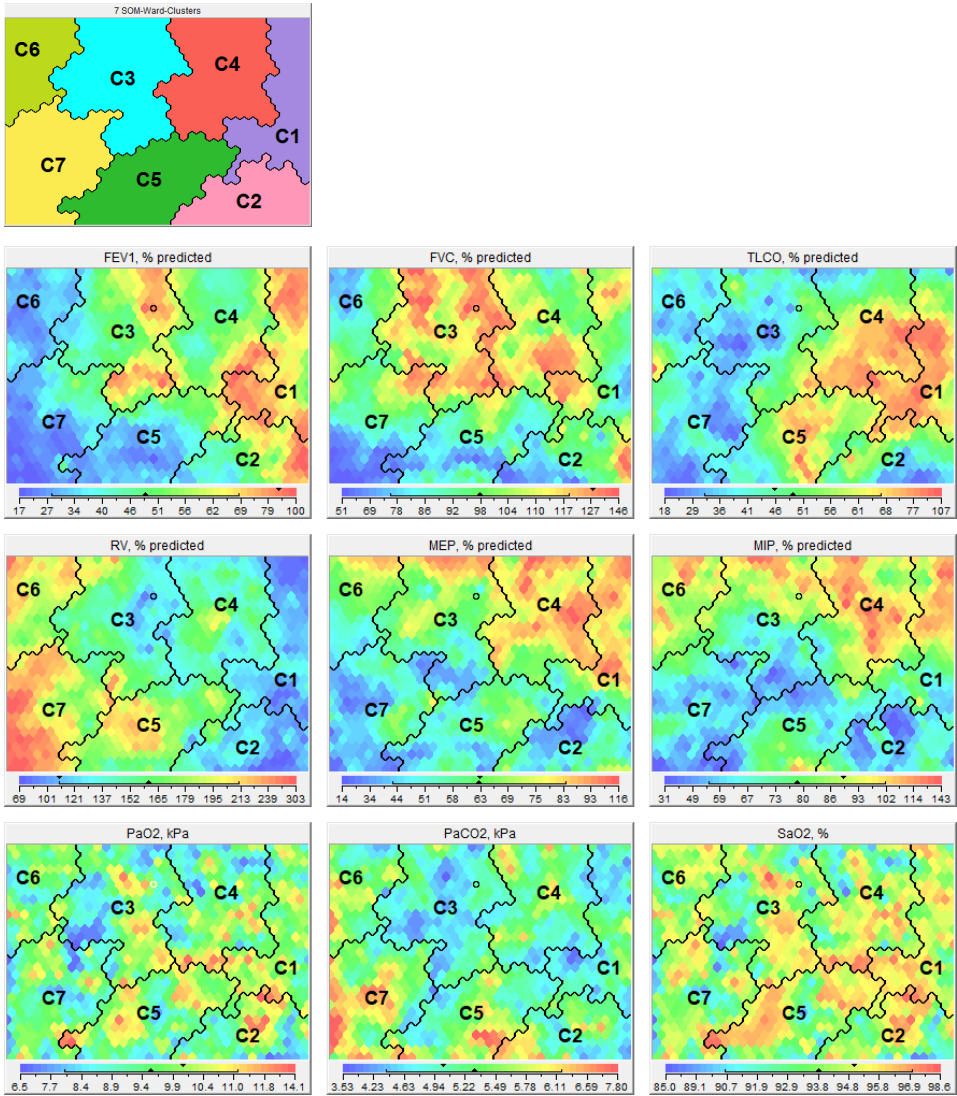 7 SOM-Ward-Clusters
C6
C3
C4
C1
C7
C5
C2
FEV1, % predicted
C6
C3
C4
C7
C1
C5
C2
17 27 34 40 45 51 56 62 69 79 100
FVC, % predicted
C6
C3
C4
C7
C1
C5
C2
51 69 78 86 92 98 104 110 117 127 146
TLCO, % predicted
C6
C3
C4
C7
C1
C5
C2
18 29 36 41 46 51 56 62 68 77 107
RV, % predicted
C6
C3
C4
C7
C1
C5
C2
69 101 121 137 152 165 179 195 213 239 303
MEP, % predicted
C6
C3
C4
C7
C1
C5
C2
14 34 44 51 58 63 69 75 83 93 116
MIP, % predicted
C6
C3
C4
C7
C1
C5
C2
31 49 59 67 73 80 86 93 102 114 143
PaO2, kPa
C6
C3
C4
C7
C1
C5
C2
6.5 7.7 8.4 9.0 9.4 9.9 10.4 11.0 11.8 14.1
PaCO2, kPa
C6
C3
C4
C7
C1
C5
C2
3.53 4.23 4.63 4.94 5.22 5.49 5.78 6.11 6.59 7.80
SaO2, %
C6
C3
C4
C7
C1
C5
C2
85.0 89.1 90.7 91.9 92.9 93.8 94.8 95.8 96.9 98.6